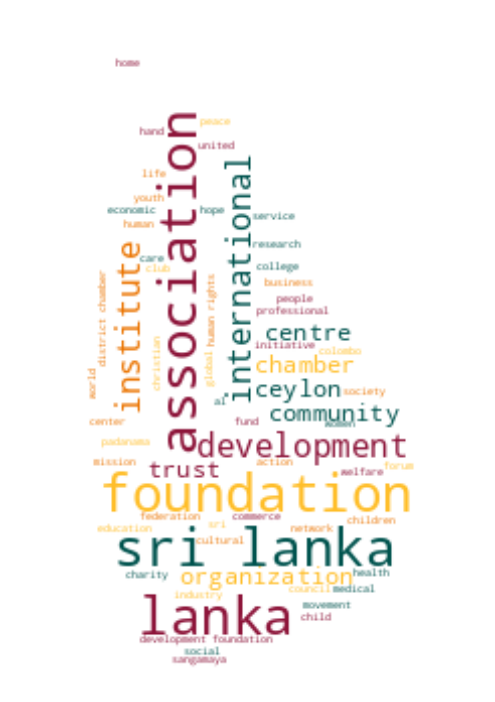 home
peace
hand
association
united
international
life
youth
economic
hope
human
service
institute
research
care
club
college
district chamber
human rights
business
people
professional
centre
christian
initiative
colombo
global
chamber
world
ceylon
society
al
community
center
fund
women
padanama
development
mission
trust
action
forum
welfare
foundation
federation
commerce
children
education
sri
network
sri lanka
cultural
charity
organization
health
council
medical
industry
lanka
movement
child
development foundation
social
sangamaya